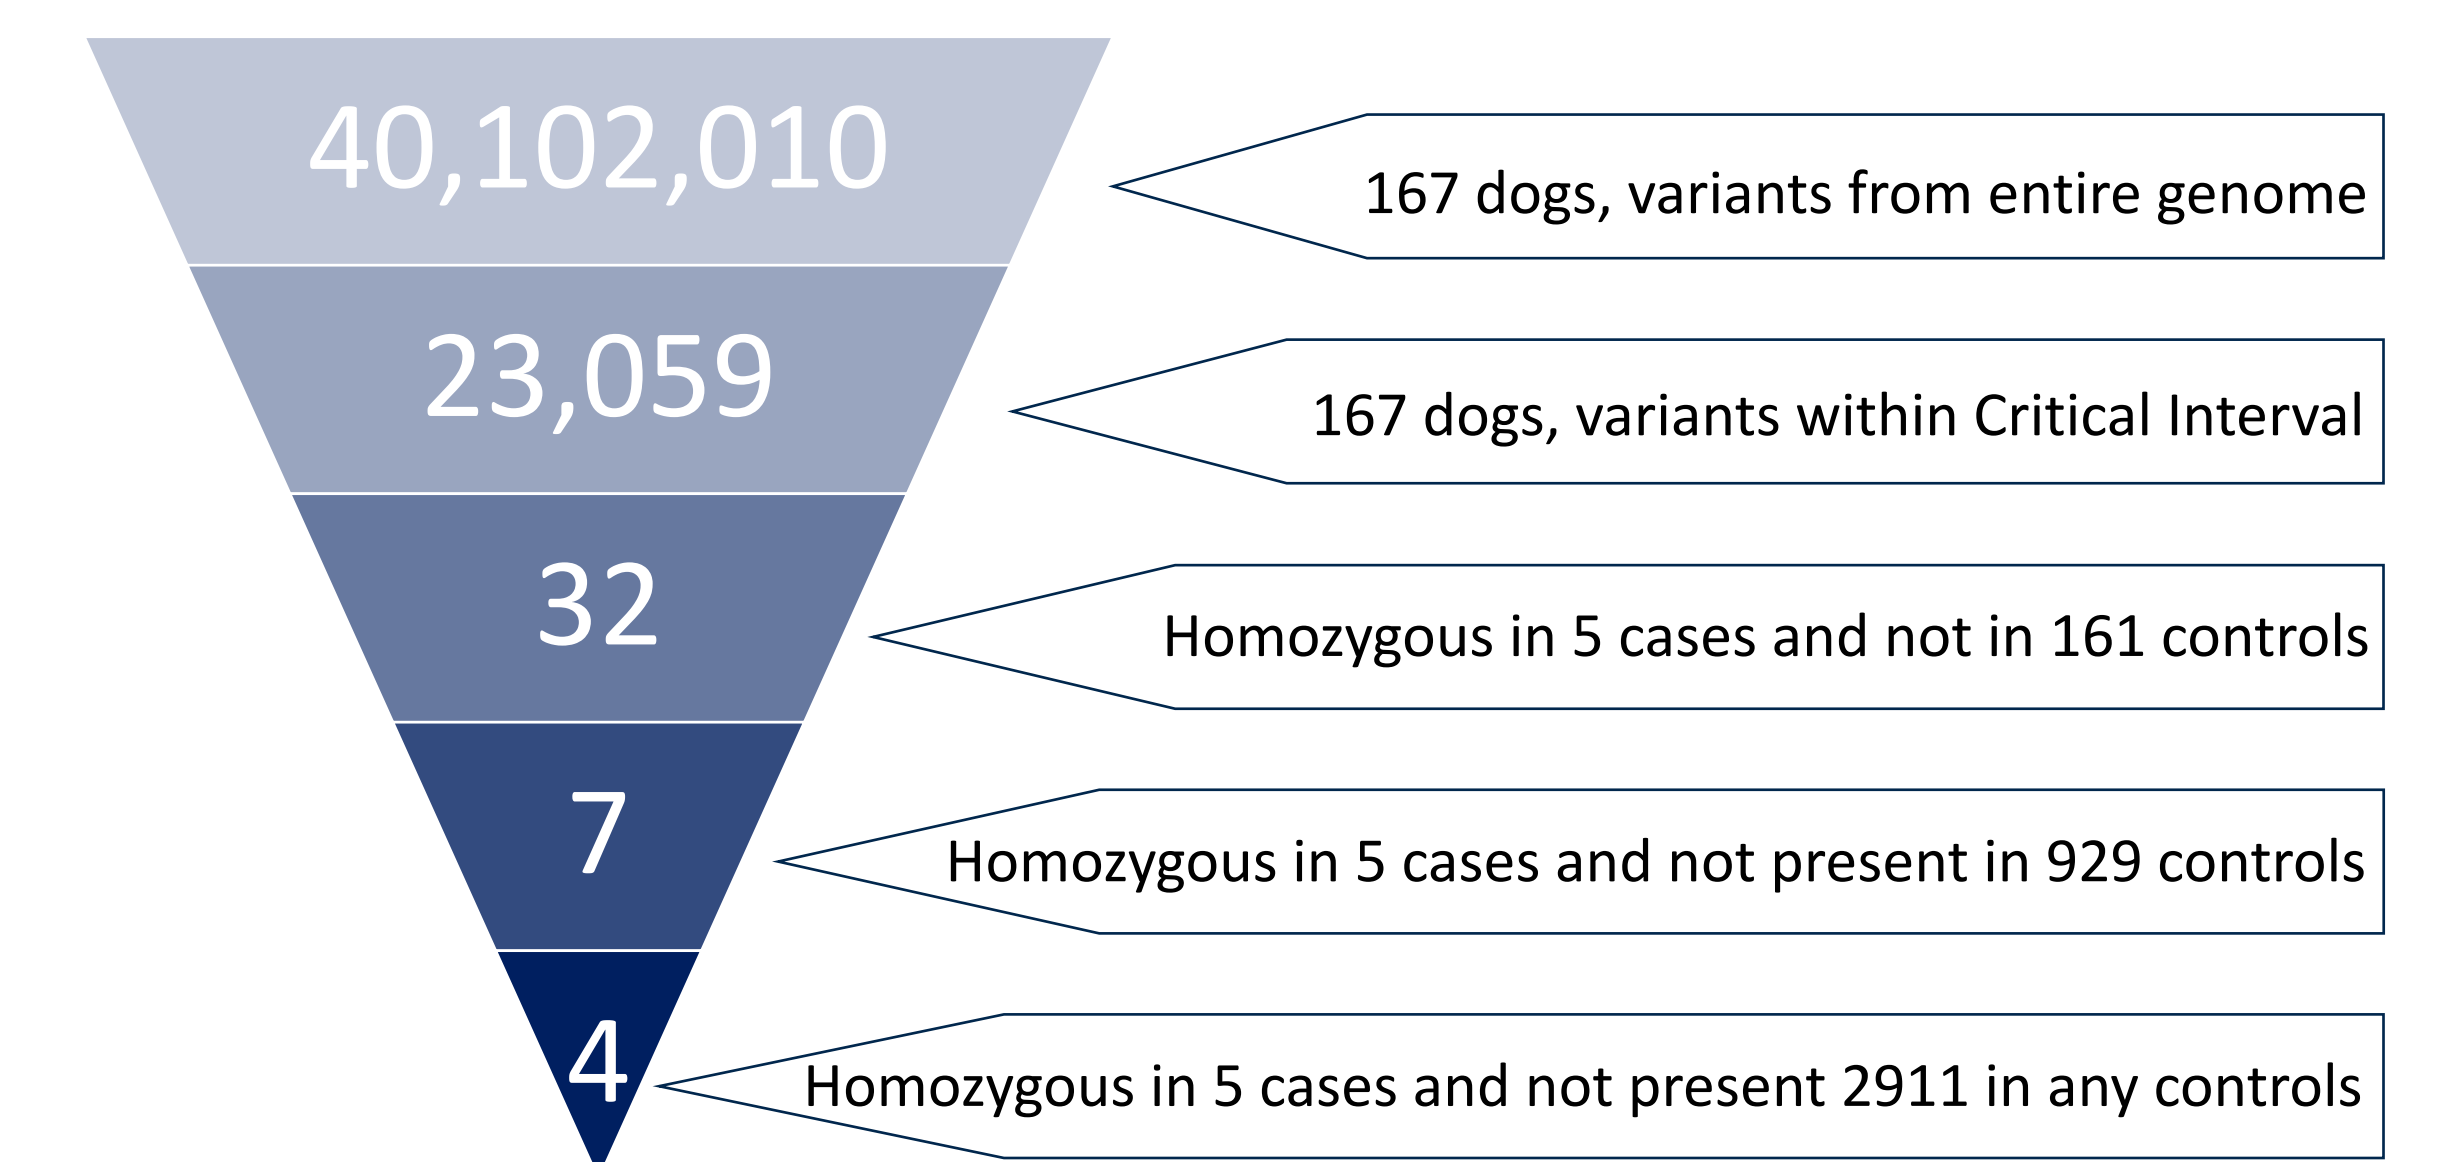 40,102,010
167 dogs, variants from entire genome
23,059
167 dogs, variants within Critical Interval
32
Homozygous in 5 cases and not in 161 controls
7
Homozygous in 5 cases and not present in 929 controls
4
Homozygous in 5 cases and not present 2911 in any controls